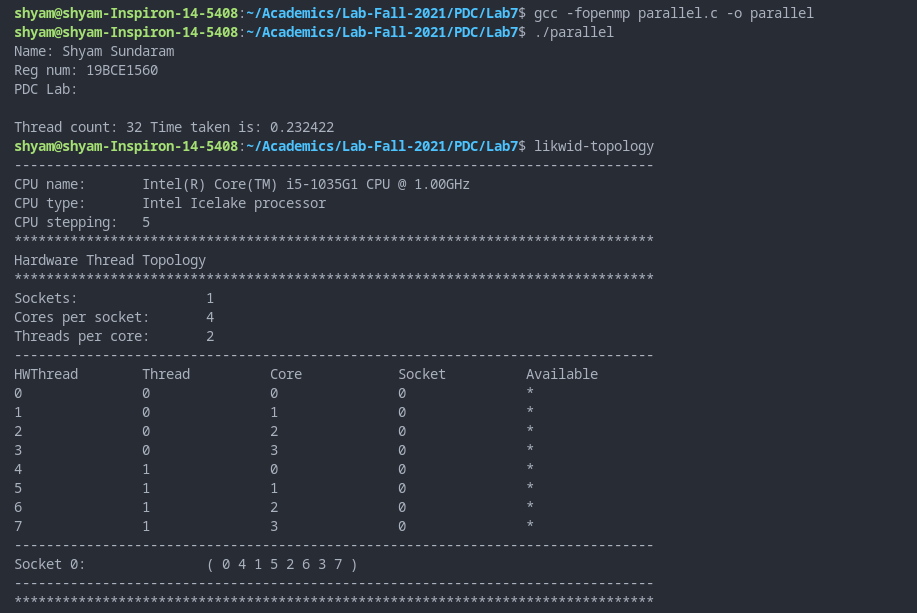 shyam@shyam-Inspiron-14-5408:~/Academics/Lab-Fall-2021/PDC/Lab7$ gcc -fopenmp parallel.c -o parallel
shyam@shyam-Inspiron-14-5408:~/Academics/Lab-Fall-2021/PDC/Lab7$ ./parallel
Name: Shyam Sundaram
Reg num: 19BCE1560
PDC Lab:

Thread count: 32 Time taken is: 0.232422
shyam@shyam-Inspiron-14-5408:~/Academics/Lab-Fall-2021/PDC/Lab7$ likwid-topology
--------------------------------------------------------------------------------
CPU name:       Intel(R) Core(TM) i5-1035G1 CPU @ 1.00GHz
CPU type:       Intel Icelake processor
CPU stepping:   5
********************************************************************************
Hardware Thread Topology
********************************************************************************
Sockets:                1
Cores per socket:       4
Threads per core:       2
--------------------------------------------------------------------------------
HWThread        Thread          Core            Socket          Available
0               0               0               0               *
1               0               1               0               *
2               0               2               0               *
3               0               3               0               *
4               1               0               0               *
5               1               1               0               *
6               1               2               0               *
7               1               3               0               *
--------------------------------------------------------------------------------
Socket 0:               ( 0 4 1 5 2 6 3 7 )
--------------------------------------------------------------------------------
********************************************************************************